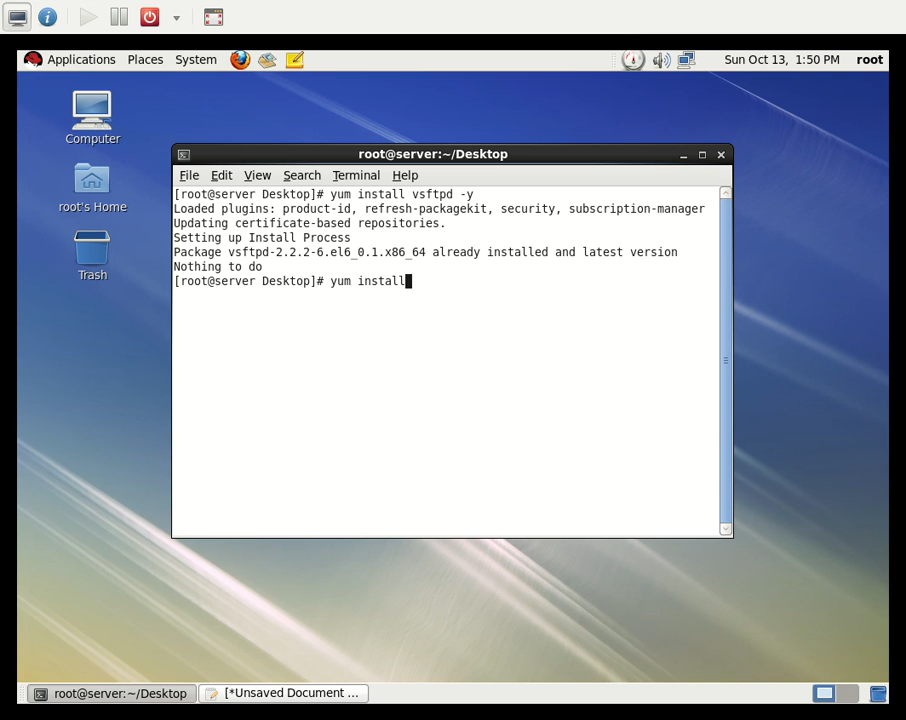 Applications Places System Sun Oct 13, 1:50 PM root
Computer
root's Home
Trash
root@server:~/Desktop
File Edit View Search Terminal Help
[root@server Desktop]# yum install vsftpd -y
Loaded plugins: product-id, refresh-packagekit, security, subscription-manager
Updating certificate-based repositories.
Setting up Install Process
Package vsftpd-2.2.2-6.el6_0.1.x86_64 already installed and latest version
Nothing to do
[root@server Desktop]# yum install
root@server:~/Desktop [*Unsaved Document ...